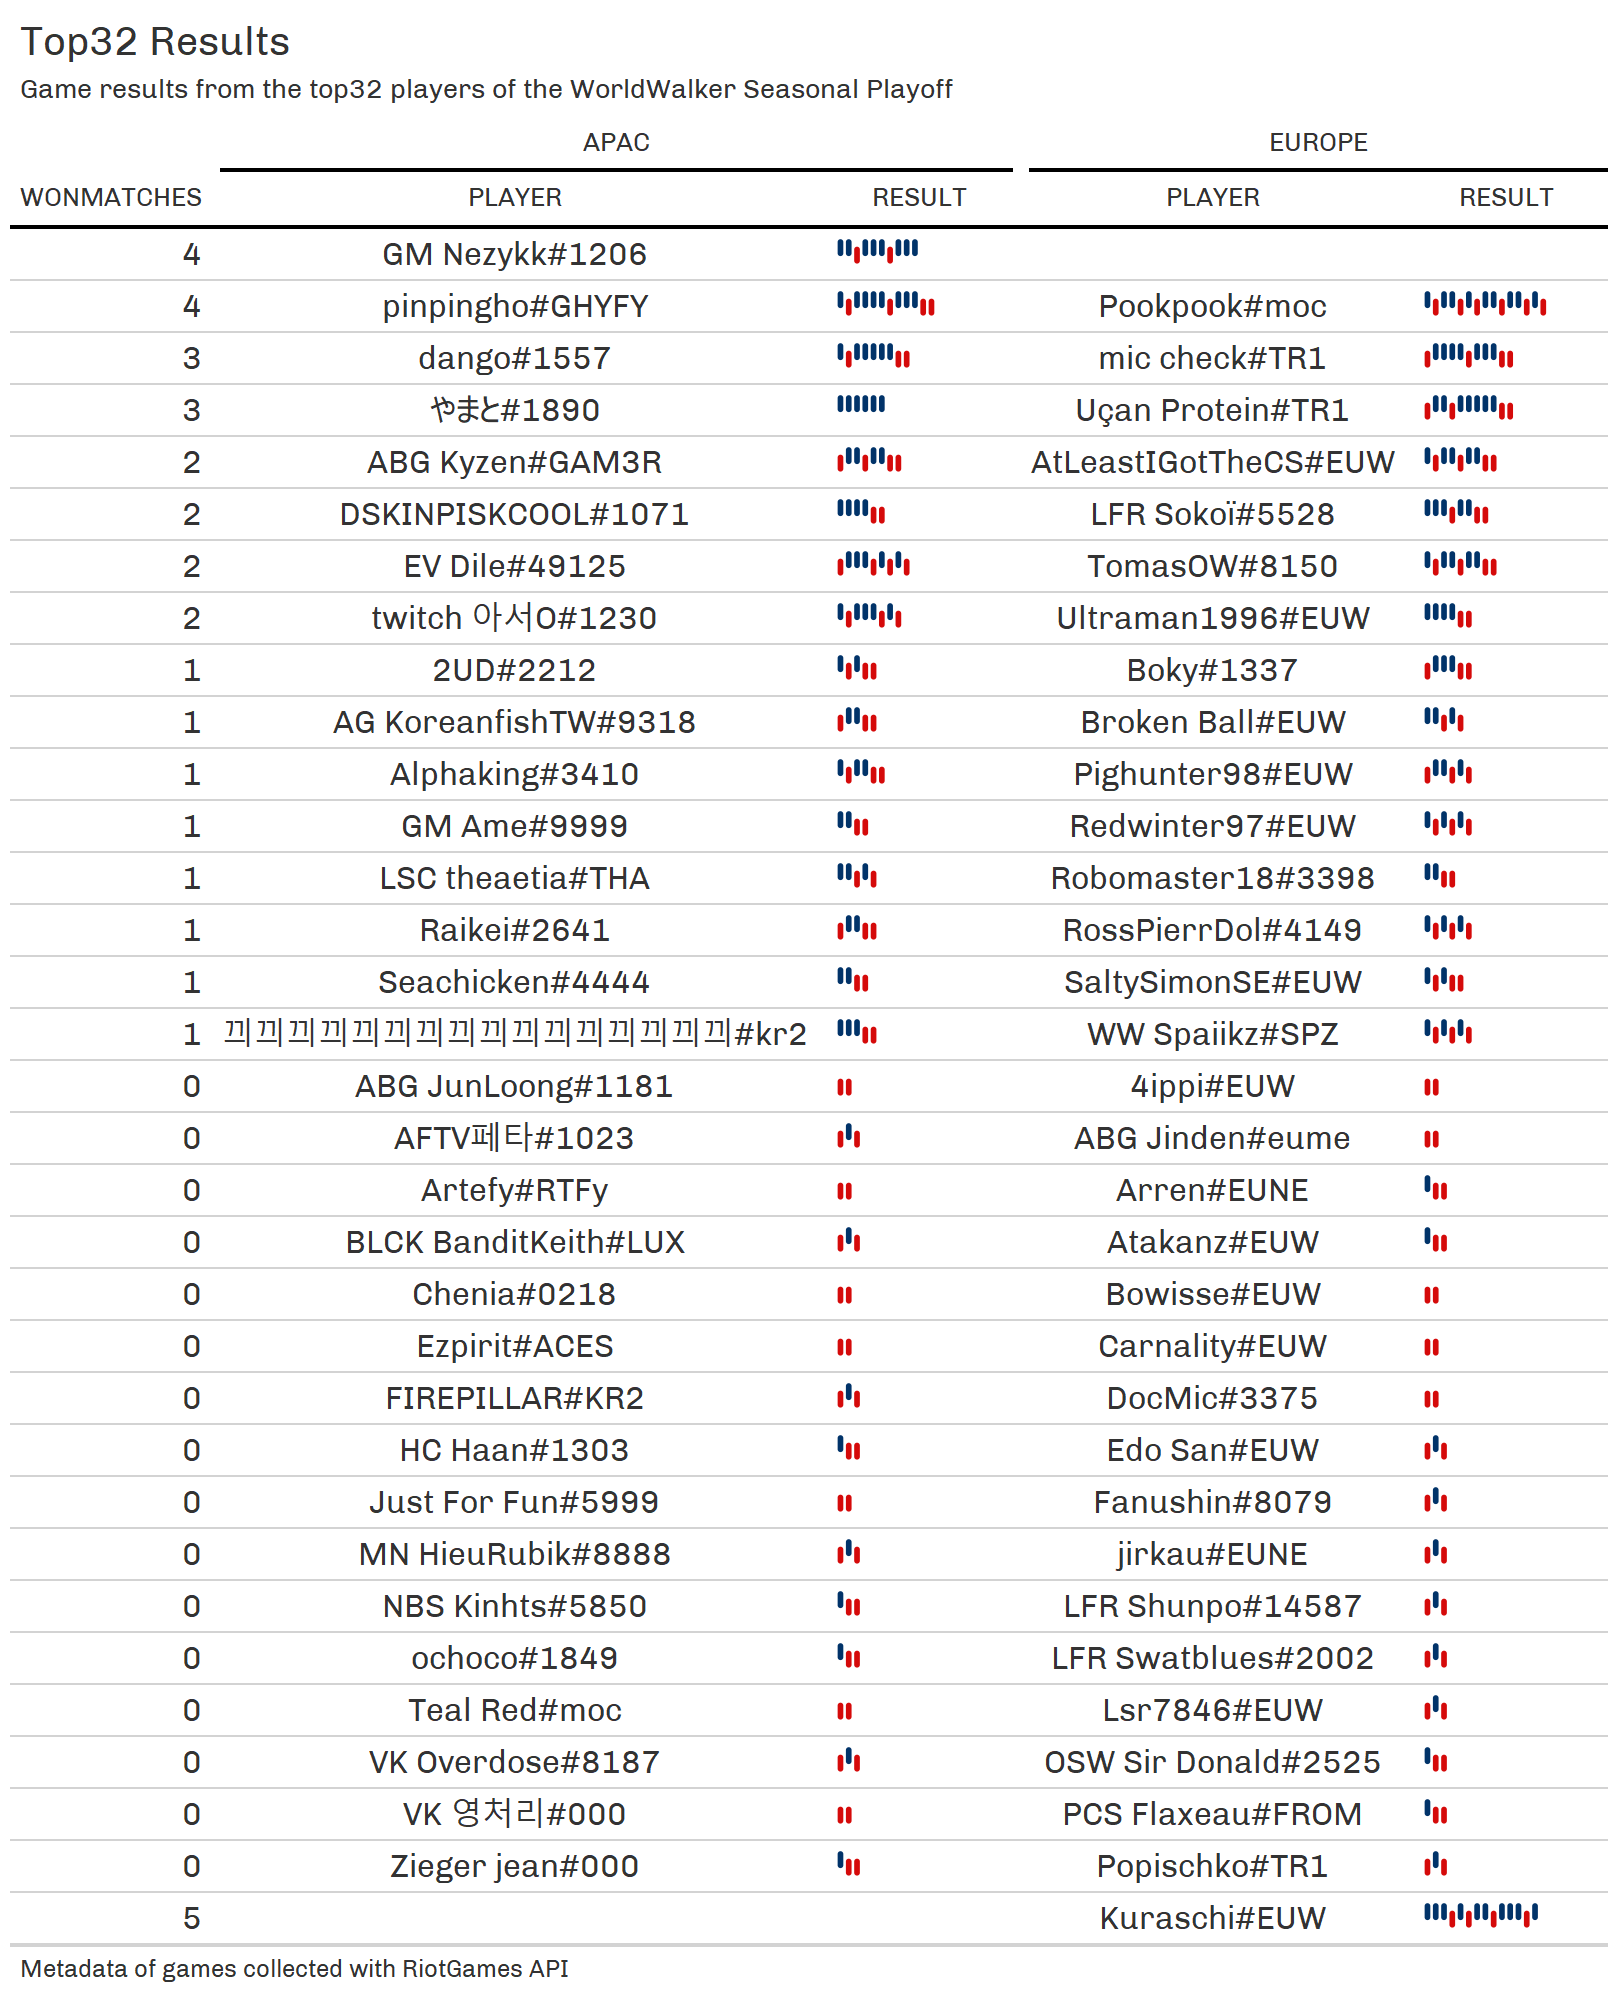 Top32 Results
Game results from the top32 players of the WorldWalker Seasonal Playoff
APAC EUROPE
WONMATCHES PLAYER RESULT PLAYER RESULT
4 GM Nezykk#1206
4 pinpingho#GHYFY Pookpook#moc
3 dango#1557 mic check#TR1
3 やまと#1890 Uçan Protein#TR1
2 ABG Kyzen#GAM3R AtLeastIGotTheCS#EUW
2 DSKINPISKCOOL#1071 LFR Sokoï#5528
2 EV Dile#49125 TomasOW#8150
2 twitch 아서O#1230 Ultraman1996#EUW
1 2UD#2212 Boky#1337
1 AG KoreanfishTW#9318 Broken Ball#EUW
1 Alphaking#3410 Pighunter98#EUW
1 GM Ame#9999 Redwinter97#EUW
1 LSC theaetia#THA Robomaster18#3398
1 Raikei#2641 RossPierrDol#4149
1 Seachicken#4444 SaltySimonSE#EUW
1 끠끠끠끠끠끠끠끠끠끠끠끠끠끠끠끠#kr2 WW Spaiikz#SPZ
0 ABG JunLoong#1181 4ippi#EUW
0 AFTV페타#1023 ABG Jinden#eume
0 Artefy#RTFy Arren#EUNE
0 BLCK BanditKeith#LUX Atakanz#EUW
0 Chenia#0218 Bowisse#EUW
0 Ezpirit#ACES Carnality#EUW
0 FIREPILLAR#KR2 DocMic#3375
0 HC Haan#1303 Edo San#EUW
0 Just For Fun#5999 Fanushin#8079
0 MN HieuRubik#8888 jirkau#EUNE
0 NBS Kinhts#5850 LFR Shunpo#14587
0 ochoco#1849 LFR Swatblues#2002
0 Teal Red#moc Lsr7846#EUW
0 VK Overdose#8187 OSW Sir Donald#2525
0 VK 영처리#000 PCS Flaxeau#FROM
0 Zieger jean#000 Popischko#TR1
5 Kuraschi#EUW
Metadata of games collected with RiotGames API